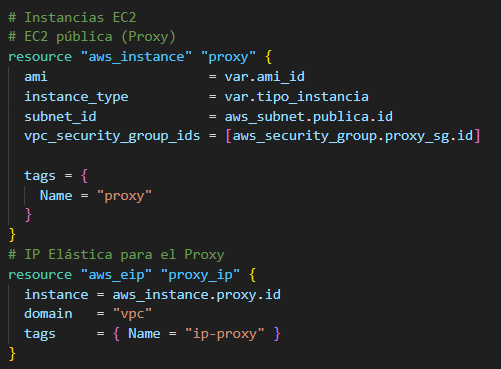 # Instancias EC2
# EC2 pública (Proxy)
resource "aws_instance" "proxy" {
  ami                    = var.ami_id
  instance_type          = var.tipo_instancia
  subnet_id              = aws_subnet.publica.id
  vpc_security_group_ids = [aws_security_group.proxy_sg.id]

  tags = {
    Name = "proxy"
  }
}
# IP Elástica para el Proxy
resource "aws_eip" "proxy_ip" {
  instance = aws_instance.proxy.id
  domain   = "vpc"
  tags     = { Name = "ip-proxy" }
}